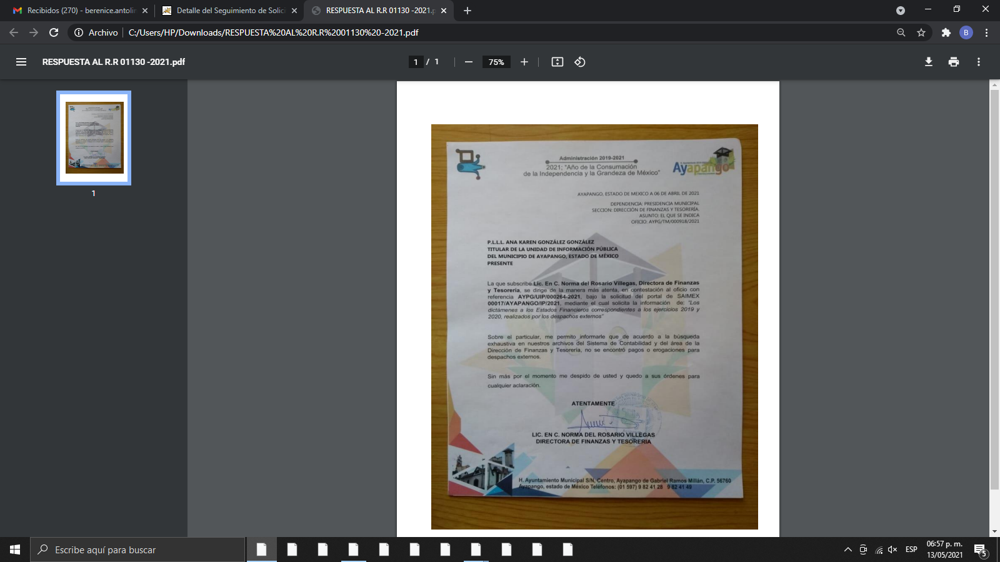 Recibidos (270) - berenice.antolin
Detalle del Seguimiento de Solic
RESPUESTA AL R.R 01130 -2021.p
Archivo
C:/Users/HP/Downloads/RESPUESTA%20AL%20R.R%2001130%20-2021.pdf
B
RESPUESTA AL R.R 01130 -2021.pdf
1 / 1
75%
1
Administración 2019-2021
2021; "Año de la Consumación
de la Independencia y la Grandeza de México"
Ayapango
AYAPANGO, ESTADO DE MEXICO A 06 DE ABRIL DE 2021
DEPENDENCIA: PRESIDENCIA MUNICIPAL
SECCION: DIRECCIÓN DE FINANZAS Y TESORERÍA.
ASUNTO: EL QUE SE INDICA
OFICIO: AYPG/TM/000918/2021
P.L.L.L. ANA KAREN GONZÁLEZ GONZÁLEZ
TITULAR DE LA UNIDAD DE INFORMACIÓN PÚBLICA
DEL MUNICIPIO DE AYAPANGO, ESTADO DE MÉXICO
PRESENTE
La que subscribe Lic. En C. Norma del Rosario Villegas, Directora de Finanzas
y Tesorería, se dirige de la manera más atenta, en contestación al oficio con
referencia AYPG/UIP/000264-2021, bajo la solicitud del portal de SAIMEX
00017/AYAPANGO/IP/2021, mediante el cual solicita la información de: "Los
dictámenes a los Estados Financieros correspondientes a los ejercicios 2019 y
2020, realizados por los despachos externos"
Sobre el particular, me permito informarle que de acuerdo a la búsqueda
exhaustiva en nuestros archivos del Sistema de Contabilidad y del área de la
Dirección de Finanzas y Tesorería, no se encontró pagos o erogaciones para
despachos externos.
Sin más por el momento me despido de usted y quedo a sus órdenes para
cualquier aclaración.
ATENTAMENTE
LIC. EN C. NORMA DEL ROSARIO VILLEGAS
DIRECTORA DE FINANZAS Y TESORERIA
H. Ayuntamiento Municipal S/N, Centro, Ayapango de Gabriel Ramos Millán, C.P. 56760
Ayapango, estado de México Teléfonos: (01 597) 9 82 41 28 9 82 41 49
Escribe aquí para buscar
ESP
06:57 p. m.
13/05/2021
5